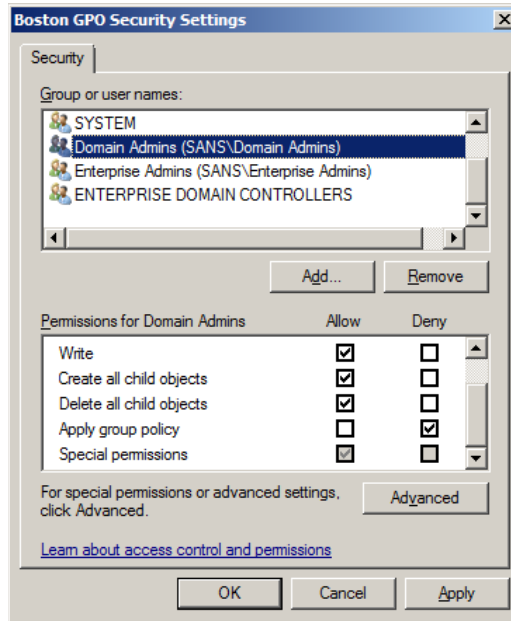 Boston GPO Security Settings
Security
Group or user names:
SYSTEM
Domain Admins (SANS\Domain Admins)
Enterprise Admins (SANS\Enterprise Admins)
ENTERPRISE DOMAIN CONTROLLERS
Add... Remove
Permissions for Domain Admins Allow Deny
Write
Create all child objects
Delete all child objects
Apply group policy
Special permissions
For special permissions or advanced settings, Advanced
click Advanced.
Learn about access control and permissions
OK Cancel Apply